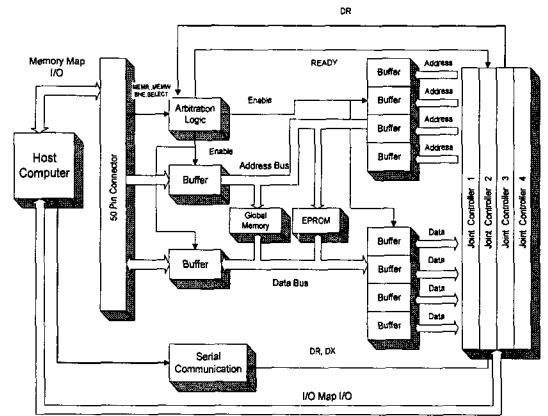 DR
Memory Map
I/O
READY
MEMR, MEMW
BHE, SELECT
Arbitration
Logic
Enable
Enable
Address Bus
Host
Computer
50 Pin Connector
Buffer
Global
Memory
EPROM
Buffer
Data Bus
Buffer
Buffer
Buffer
Buffer
Address
Address
Address
Address
Buffer
Buffer
Buffer
Buffer
Data
Data
Data
Data
Joint Controller 1
Joint Controller 2
Joint Controller 3
Joint Controller 4
Serial
Communication
DR, DX
I/O Map I/O